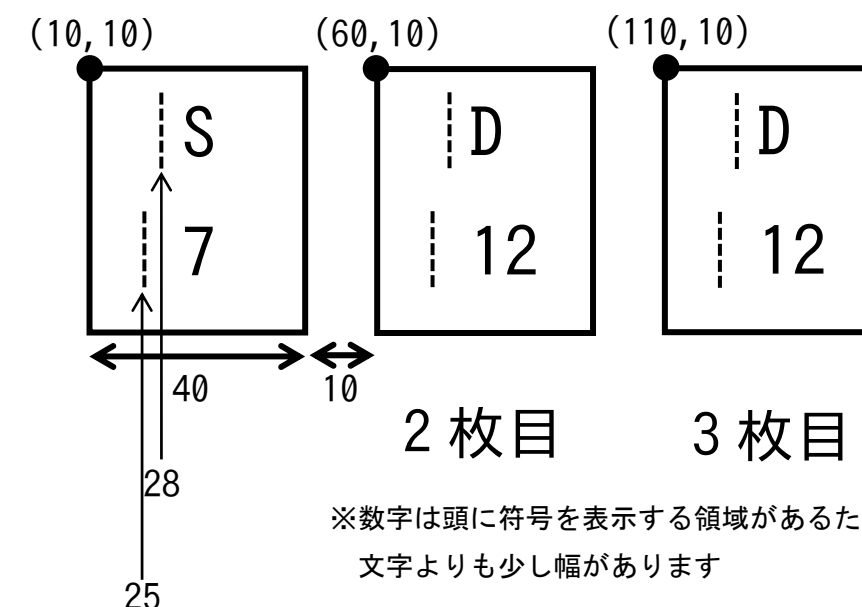 (10,10) (60,10) (110,10)
S D D
7 12 12
40 10
2枚目 3枚目
28
※数字は頭に符号を表示する領域があるた
文字よりも少し幅があります
25